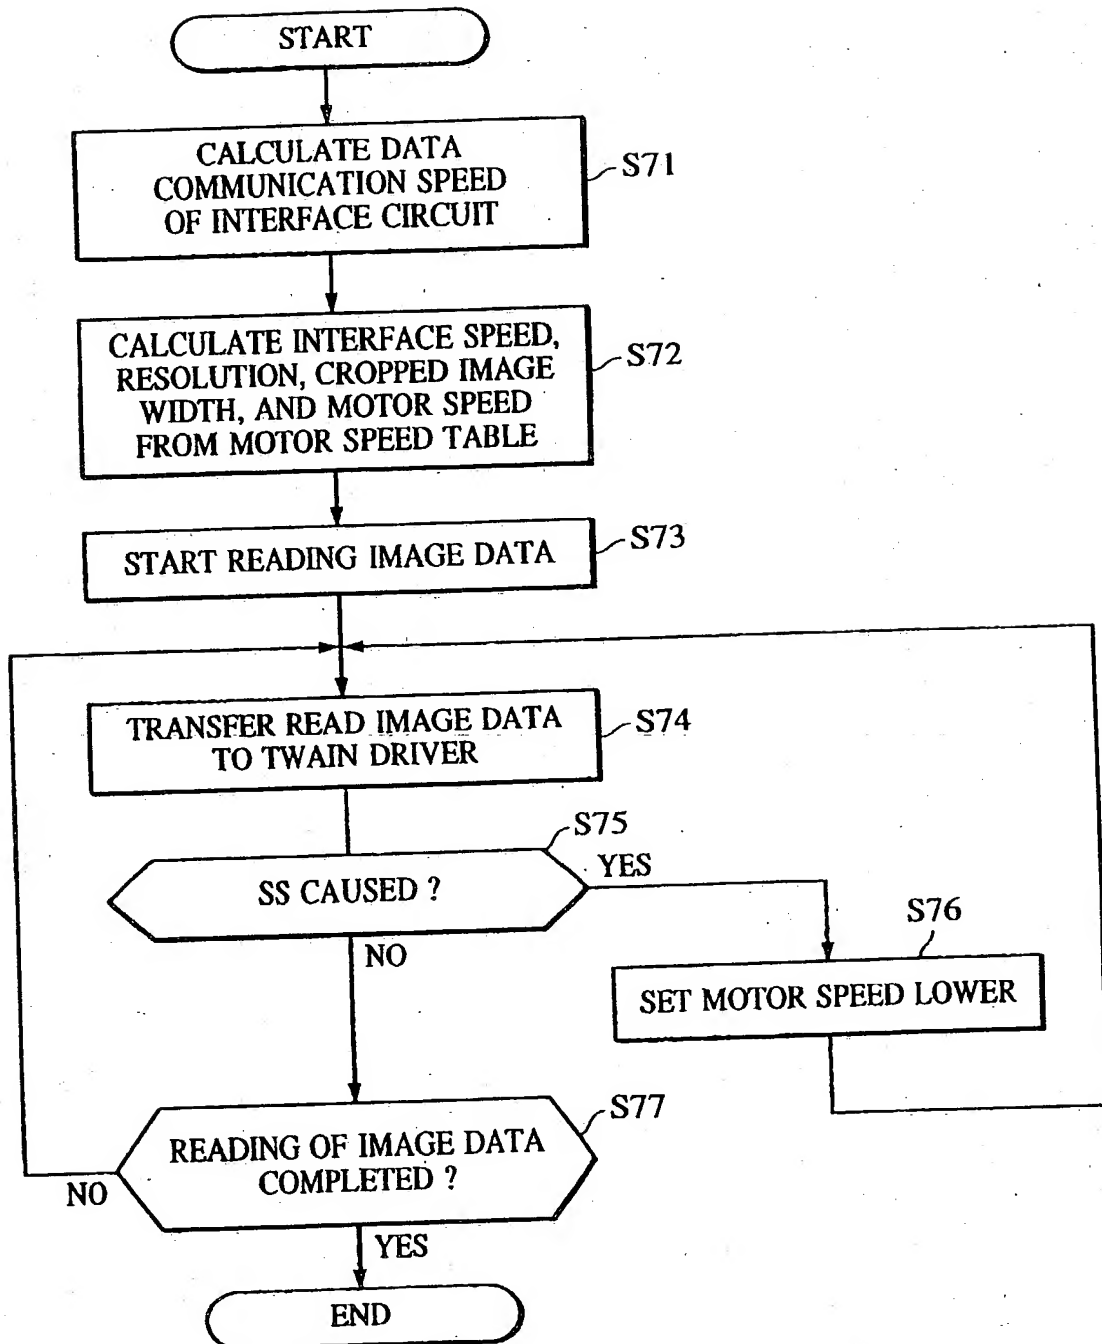 START
CALCULATE DATA
COMMUNICATION SPEED
OF INTERFACE CIRCUIT
S71
CALCULATE INTERFACE SPEED,
RESOLUTION, CROPPED IMAGE
WIDTH, AND MOTOR SPEED
FROM MOTOR SPEED TABLE
S72
START READING IMAGE DATA
S73
TRANSFER READ IMAGE DATA
TO TWAIN DRIVER
S74
SS CAUSED ?
S75
YES
NO
S76
SET MOTOR SPEED LOWER
READING OF IMAGE DATA
COMPLETED ?
S77
NO
YES
END